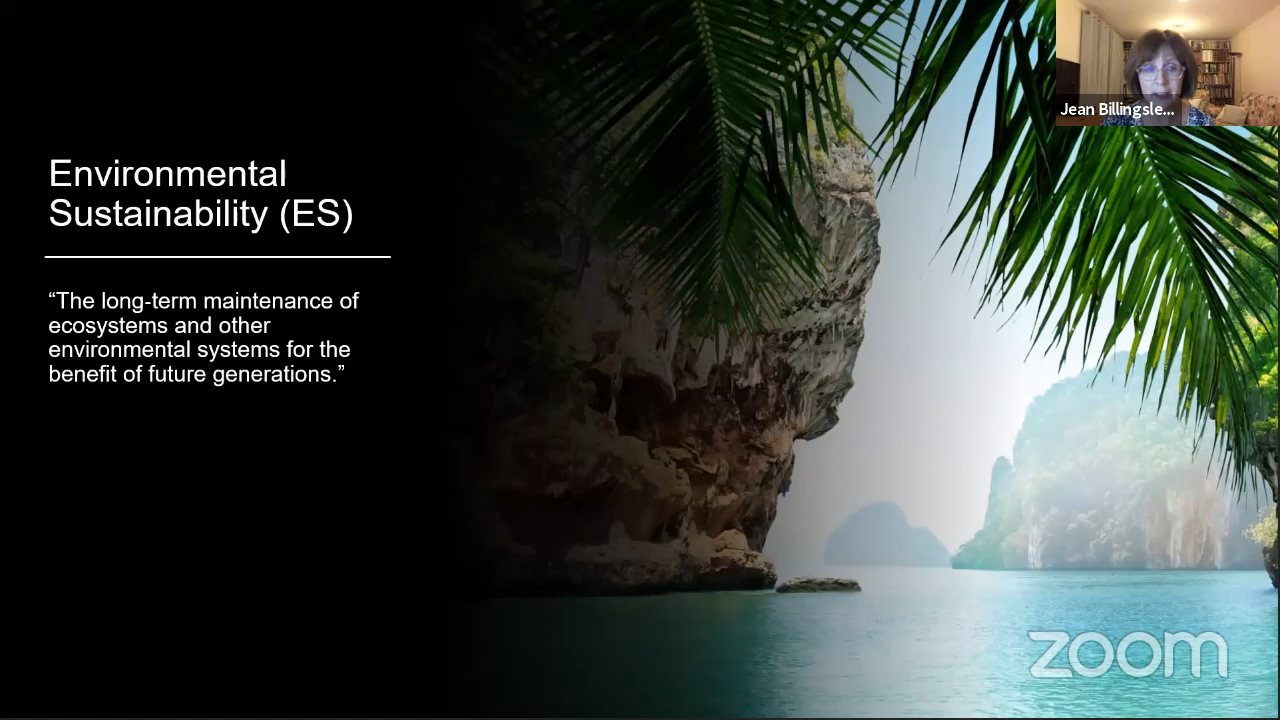 Jean Billingsle...
Environmental
Sustainability (ES)
“The long-term maintenance of
ecosystems and other
environmental systems for the
benefit of future generations.”
zoom